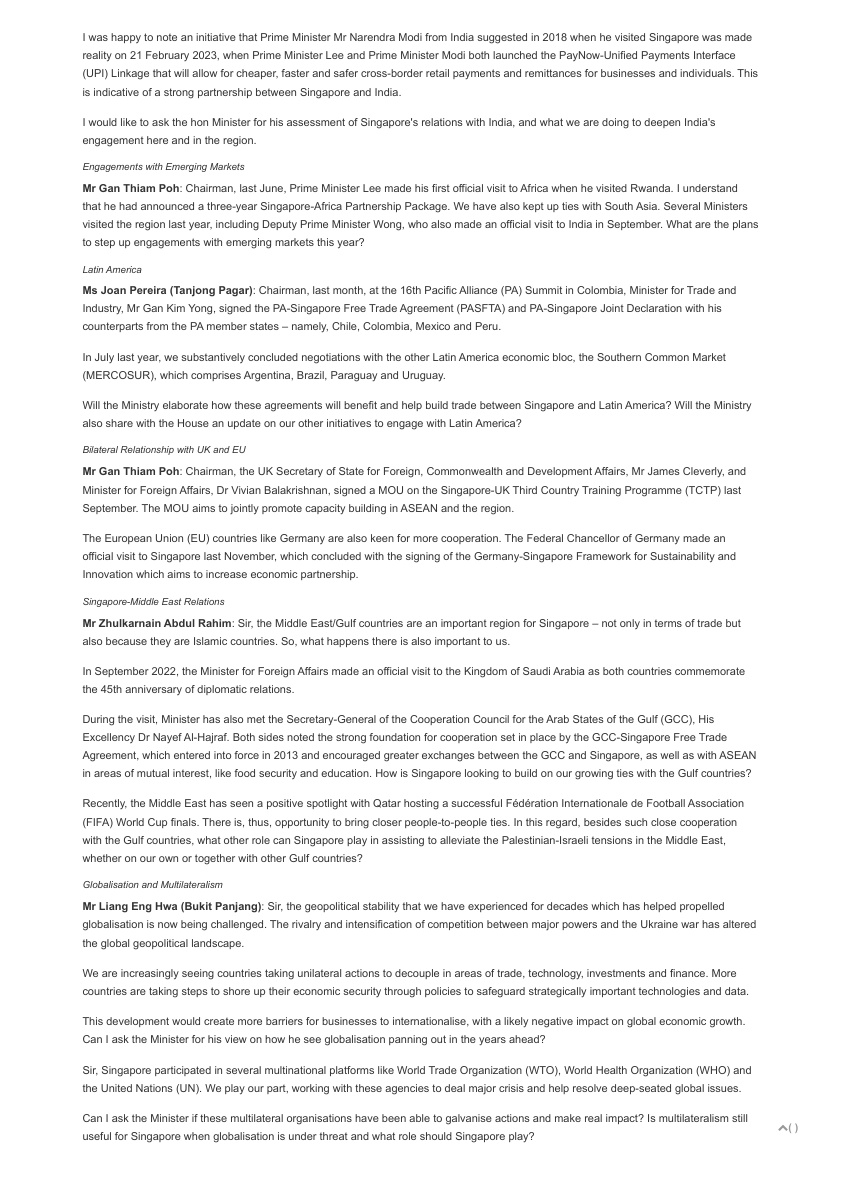 I was happy to note an initiative that Prime Minister Mr Narendra Modi from India suggested in 2018 when he visited Singapore was made
reality on 21 February 2023, when Prime Minister Lee and Prime Minister Modi both launched the PayNow-Unified Payments Interface
(UPI) Linkage that will allow for cheaper, faster and safer cross-border retail payments and remittances for businesses and individuals. This
is indicative of a strong partnership between Singapore and India.
I would like to ask the hon Minister for his assessment of Singapore's relations with India, and what we are doing to deepen India's
engagement here and in the region.
Engagements with Emerging Markets
Mr Gan Thiam Poh: Chairman, last June, Prime Minister Lee made his first official visit to Africa when he visited Rwanda. I understand
that he had announced a three-year Singapore-Africa Partnership Package. We have also kept up ties with South Asia. Several Ministers
visited the region last year, including Deputy Prime Minister Wong, who also made an official visit to India in September. What are the plans
to step up engagements with emerging markets this year?
Latin America
Ms Joan Pereira (Tanjong Pagar): Chairman, last month, at the 16th Pacific Alliance (PA) Summit in Colombia, Minister for Trade and
Industry, Mr Gan Kim Yong, signed the PA-Singapore Free Trade Agreement (PASFTA) and PA-Singapore Joint Declaration with his
counterparts from the PA member states – namely, Chile, Colombia, Mexico and Peru.
In July last year, we substantively concluded negotiations with the other Latin America economic bloc, the Southern Common Market
(MERCOSUR), which comprises Argentina, Brazil, Paraguay and Uruguay.
Will the Ministry elaborate how these agreements will benefit and help build trade between Singapore and Latin America? Will the Ministry
also share with the House an update on our other initiatives to engage with Latin America?
Bilateral Relationship with UK and EU
Mr Gan Thiam Poh: Chairman, the UK Secretary of State for Foreign, Commonwealth and Development Affairs, Mr James Cleverly, and
Minister for Foreign Affairs, Dr Vivian Balakrishnan, signed a MOU on the Singapore-UK Third Country Training Programme (TCTP) last
September. The MOU aims to jointly promote capacity building in ASEAN and the region.
The European Union (EU) countries like Germany are also keen for more cooperation. The Federal Chancellor of Germany made an
official visit to Singapore last November, which concluded with the signing of the Germany-Singapore Framework for Sustainability and
Innovation which aims to increase economic partnership.
Singapore-Middle East Relations
Mr Zhulkarnain Abdul Rahim: Sir, the Middle East/Gulf countries are an important region for Singapore – not only in terms of trade but
also because they are Islamic countries. So, what happens there is also important to us.
In September 2022, the Minister for Foreign Affairs made an official visit to the Kingdom of Saudi Arabia as both countries commemorate
the 45th anniversary of diplomatic relations.
During the visit, Minister has also met the Secretary-General of the Cooperation Council for the Arab States of the Gulf (GCC), His
Excellency Dr Nayef Al-Hajraf. Both sides noted the strong foundation for cooperation set in place by the GCC-Singapore Free Trade
Agreement, which entered into force in 2013 and encouraged greater exchanges between the GCC and Singapore, as well as with ASEAN
in areas of mutual interest, like food security and education. How is Singapore looking to build on our growing ties with the Gulf countries?
Recently, the Middle East has seen a positive spotlight with Qatar hosting a successful Fédération Internationale de Football Association
(FIFA) World Cup finals. There is, thus, opportunity to bring closer people-to-people ties. In this regard, besides such close cooperation
with the Gulf countries, what other role can Singapore play in assisting to alleviate the Palestinian-Israeli tensions in the Middle East,
whether on our own or together with other Gulf countries?
Globalisation and Multilateralism
Mr Liang Eng Hwa (Bukit Panjang): Sir, the geopolitical stability that we have experienced for decades which has helped propelled
globalisation is now being challenged. The rivalry and intensification of competition between major powers and the Ukraine war has altered
the global geopolitical landscape.
We are increasingly seeing countries taking unilateral actions to decouple in areas of trade, technology, investments and finance. More
countries are taking steps to shore up their economic security through policies to safeguard strategically important technologies and data.
This development would create more barriers for businesses to internationalise, with a likely negative impact on global economic growth.
Can I ask the Minister for his view on how he see globalisation panning out in the years ahead?
Sir, Singapore participated in several multinational platforms like World Trade Organization (WTO), World Health Organization (WHO) and
the United Nations (UN). We play our part, working with these agencies to deal major crisis and help resolve deep-seated global issues.
Can I ask the Minister if these multilateral organisations have been able to galvanise actions and make real impact? Is multilateralism still
useful for Singapore when globalisation is under threat and what role should Singapore play?
( )